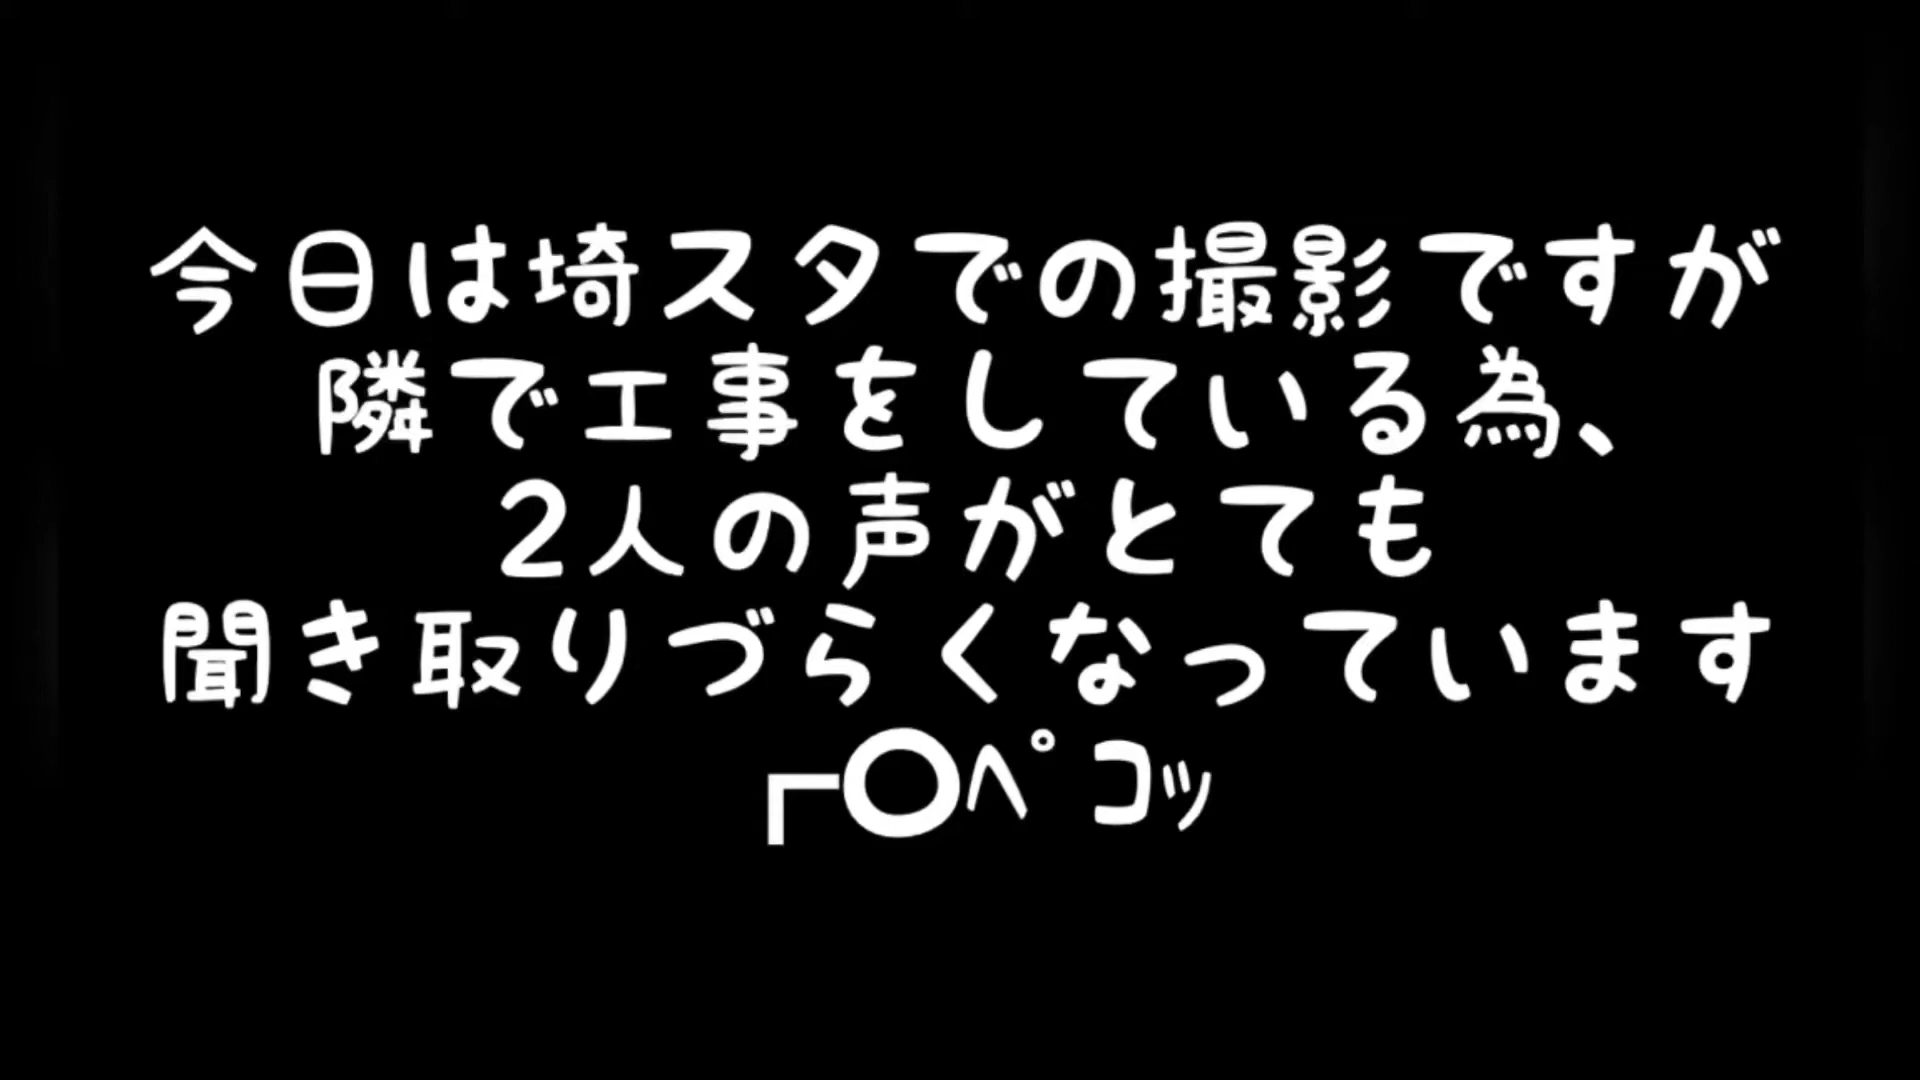 今日は埼スタでの撮影ですが
隣で工事をしている為、
2人の声がとても
聞き取りづらくなっています
┌○ﾍﾟｺｯ